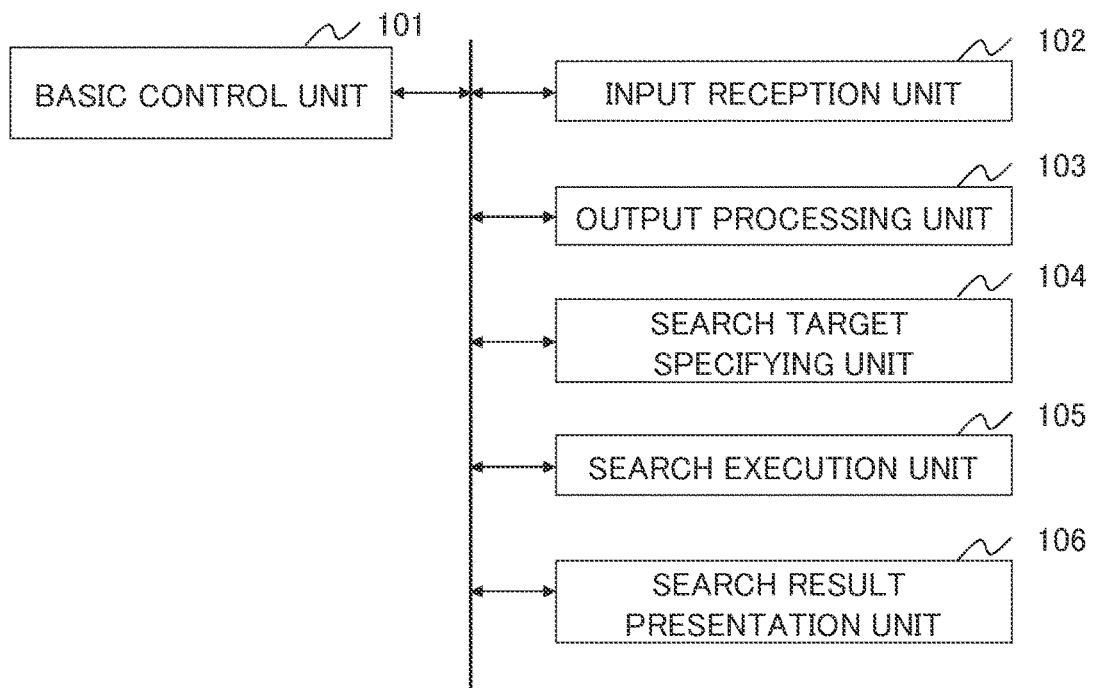 101
BASIC CONTROL UNIT
102
INPUT RECEPTION UNIT
103
OUTPUT PROCESSING UNIT
104
SEARCH TARGET
SPECIFYING UNIT
105
SEARCH EXECUTION UNIT
106
SEARCH RESULT
PRESENTATION UNIT